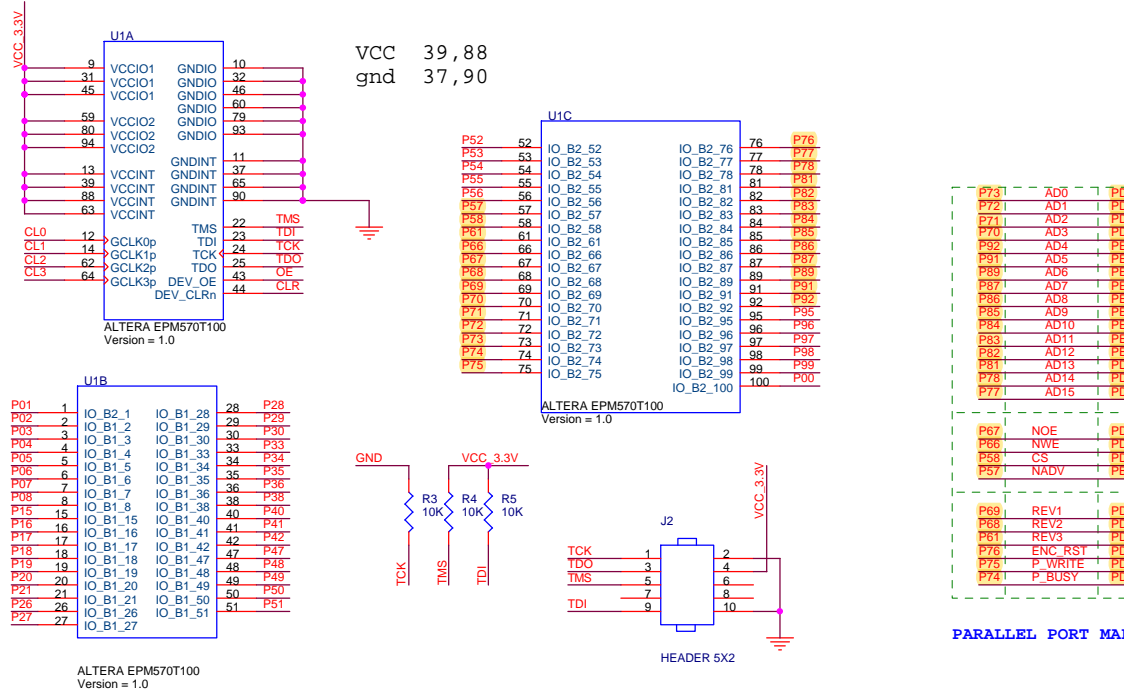 VCC_3.3V
U1A
9 VCCIO1 GNDIO 10
31 VCCIO1 GNDIO 32
45 VCCIO1 GNDIO 46
GNDIO 60
59 VCCIO2 GNDIO 79
80 VCCIO2 GNDIO 93
94 VCCIO2
GNDINT 11
13 VCCINT GNDINT 37
39 VCCINT GNDINT 65
88 VCCINT GNDINT 90
63 VCCINT
TMS 22 TMS
CL0 12 GCLK0p TDI 23 TDI
CL1 14 GCLK1p TCK 24 TCK
CL2 62 GCLK2p TDO 25 TDO
CL3 64 GCLK3p DEV_OE 43 OE
DEV_CLRn 44 CLR
ALTERA EPM570T100
Version = 1.0
VCC 39,88
gnd 37,90
U1C
P52 52 IO_B2_52 IO_B2_76 76 P76
P53 53 IO_B2_53 IO_B2_77 77 P77
P54 54 IO_B2_54 IO_B2_78 78 P78
P55 55 IO_B2_55 IO_B2_81 81 P81
P56 56 IO_B2_56 IO_B2_82 82 P82
P57 57 IO_B2_57 IO_B2_83 83 P83
P58 58 IO_B2_58 IO_B2_84 84 P84
P61 61 IO_B2_61 IO_B2_85 85 P85
P66 66 IO_B2_66 IO_B2_86 86 P86
P67 67 IO_B2_67 IO_B2_87 87 P87
P68 68 IO_B2_68 IO_B2_89 89 P89
P69 69 IO_B2_69 IO_B2_91 91 P91
P70 70 IO_B2_70 IO_B2_92 92 P92
P71 71 IO_B2_71 IO_B2_95 95 P95
P72 72 IO_B2_72 IO_B2_96 96 P96
P73 73 IO_B2_73 IO_B2_97 97 P97
P74 74 IO_B2_74 IO_B2_98 98 P98
P75 75 IO_B2_75 IO_B2_99 99 P99
IO_B2_100 100 P00
ALTERA EPM570T100
Version = 1.0
U1B
P01 1 IO_B2_1 IO_B1_28 28 P28
P02 2 IO_B1_2 IO_B1_29 29 P29
P03 3 IO_B1_3 IO_B1_30 30 P30
P04 4 IO_B1_4 IO_B1_33 33 P33
P05 5 IO_B1_5 IO_B1_34 34 P34
P06 6 IO_B1_6 IO_B1_35 35 P35
P07 7 IO_B1_7 IO_B1_36 36 P36
P08 8 IO_B1_8 IO_B1_38 38 P38
P15 15 IO_B1_15 IO_B1_40 40 P40
P16 16 IO_B1_16 IO_B1_41 41 P41
P17 17 IO_B1_17 IO_B1_42 42 P42
P18 18 IO_B1_18 IO_B1_47 47 P47
P19 19 IO_B1_19 IO_B1_48 48 P48
P20 20 IO_B1_20 IO_B1_49 49 P49
P21 21 IO_B1_21 IO_B1_50 50 P50
P26 26 IO_B1_26 IO_B1_51 51 P51
P27 27 IO_B1_27
ALTERA EPM570T100
Version = 1.0
GND VCC_3.3V
R3 R4 R5
10K 10K 10K
TCK TMS TDI
VCC_3.3V
J2
TCK 1 2
TDO 3 4
TMS 5 6
7 8
TDI 9 10
HEADER 5X2
P73 AD0
P72 AD1
P71 AD2
P70 AD3
P92 AD4
P91 AD5
P89 AD6
P87 AD7
P86 AD8
P85 AD9
P84 AD10
P83 AD11
P82 AD12
P81 AD13
P78 AD14
P77 AD15
P67 NOE
P66 NWE
P58 CS
P57 NADV
P69 REV1
P68 REV2
P61 REV3
P76 ENC_RST
P75 P_WRITE
P74 P_BUSY
PARALLEL PORT